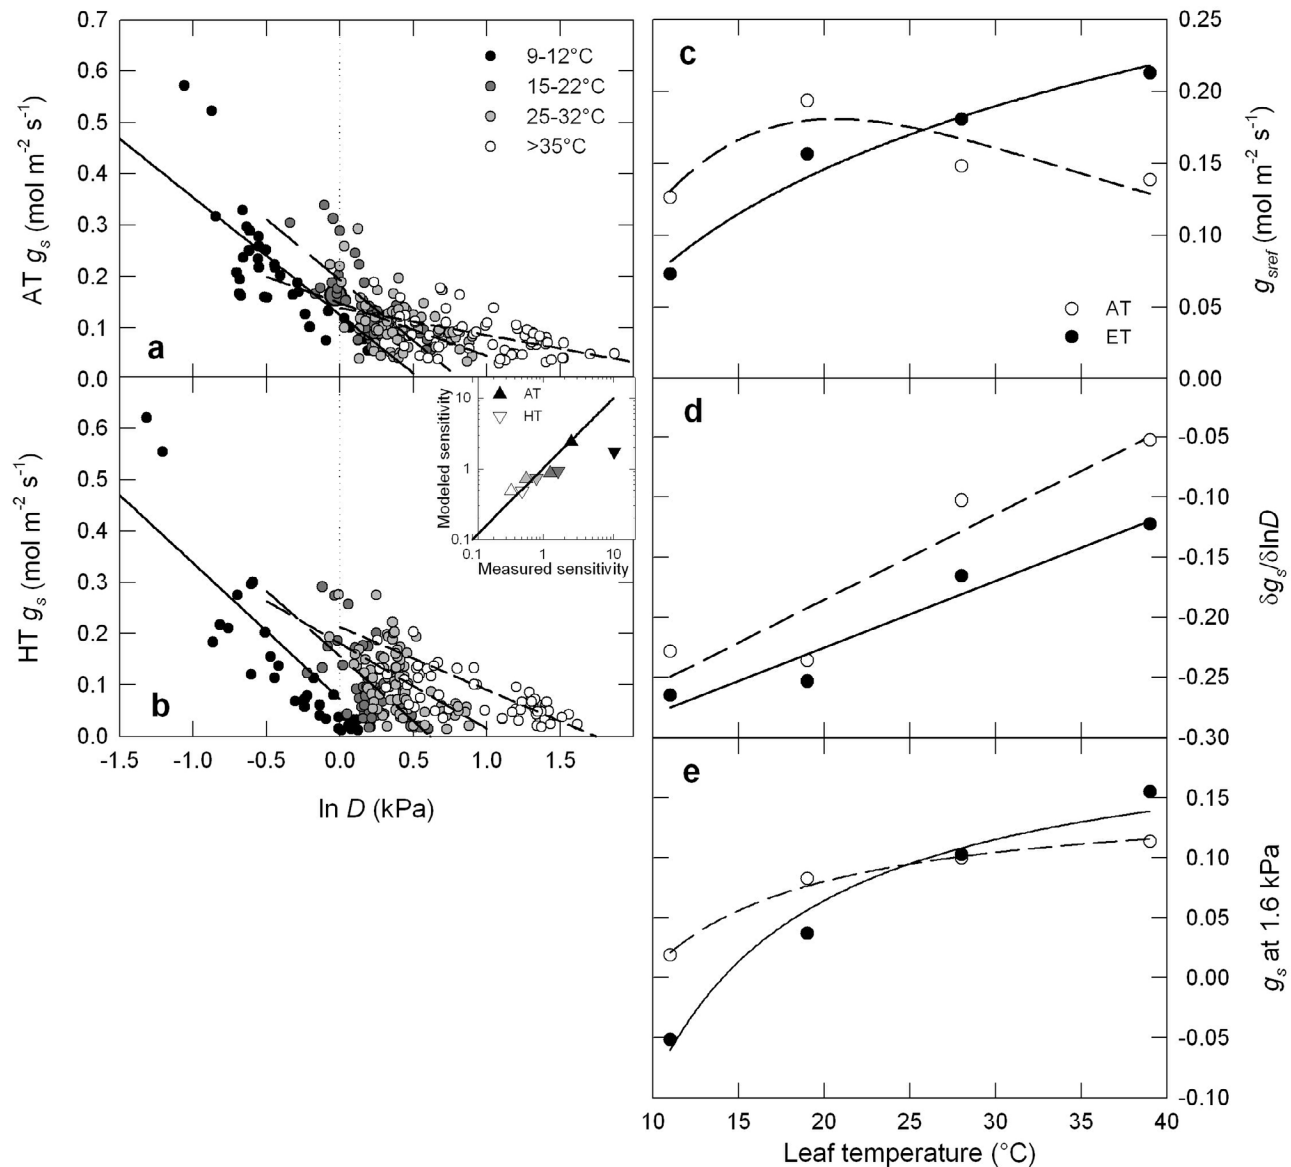 0.7
0.6
0.5
0.4
0.3
0.2
0.1
0.0
AT gs (mol m-2 s-1)
9-12°C
15-22°C
25-32°C
>35°C
a
0.6
0.5
0.4
0.3
0.2
0.1
0.0
HT gs (mol m-2 s-1)
b
-1.5 -1.0 -0.5 0.0 0.5 1.0 1.5
ln D (kPa)
10
1
0.1
Modeled sensitivity
AT
HT
0.1 1 10
Measured sensitivity
c
0.25
0.20
0.15
0.10
0.05
0.00
gsref (mol m-2 s-1)
AT
ET
d
-0.05
-0.10
-0.15
-0.20
-0.25
-0.30
δgs/δlnD
e
0.15
0.10
0.05
0.00
-0.05
-0.10
gs at 1.6 kPa
10 15 20 25 30 35 40
Leaf temperature (°C)